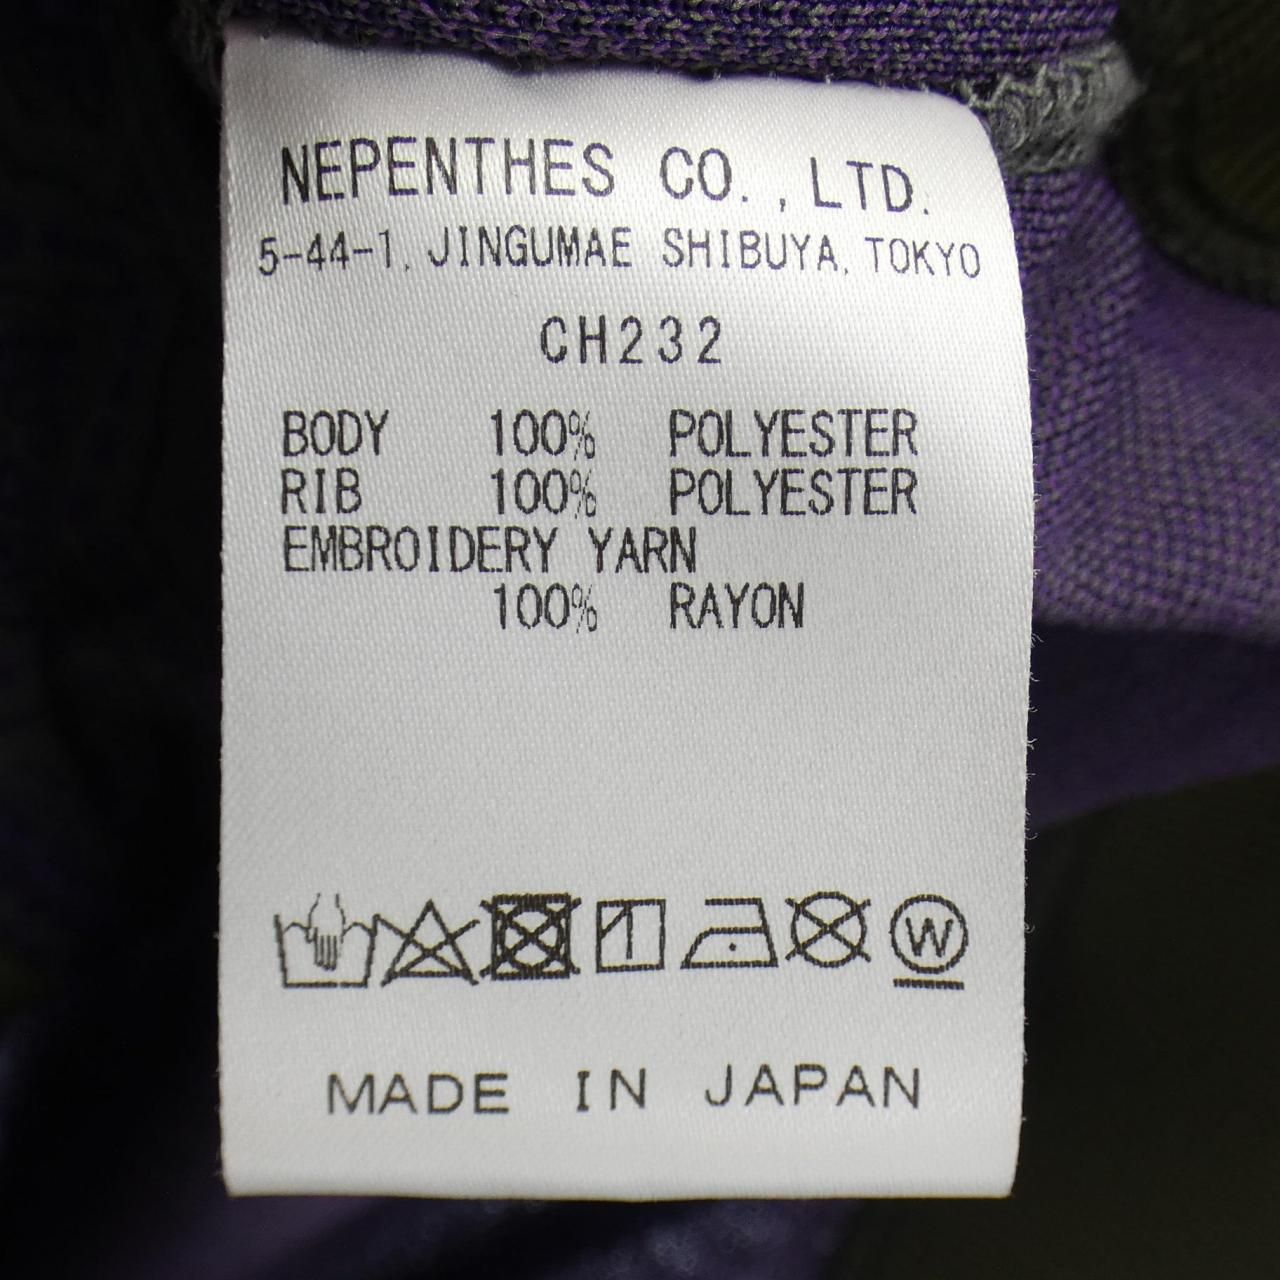 NEPENTHES CO., LTD.
5-44-1, JINGUMAE SHIBUYA, TOKYO
CH232
BODY 100% POLYESTER
RIB 100% POLYESTER
EMBROIDERY YARN
100% RAYON
W
MADE IN JAPAN